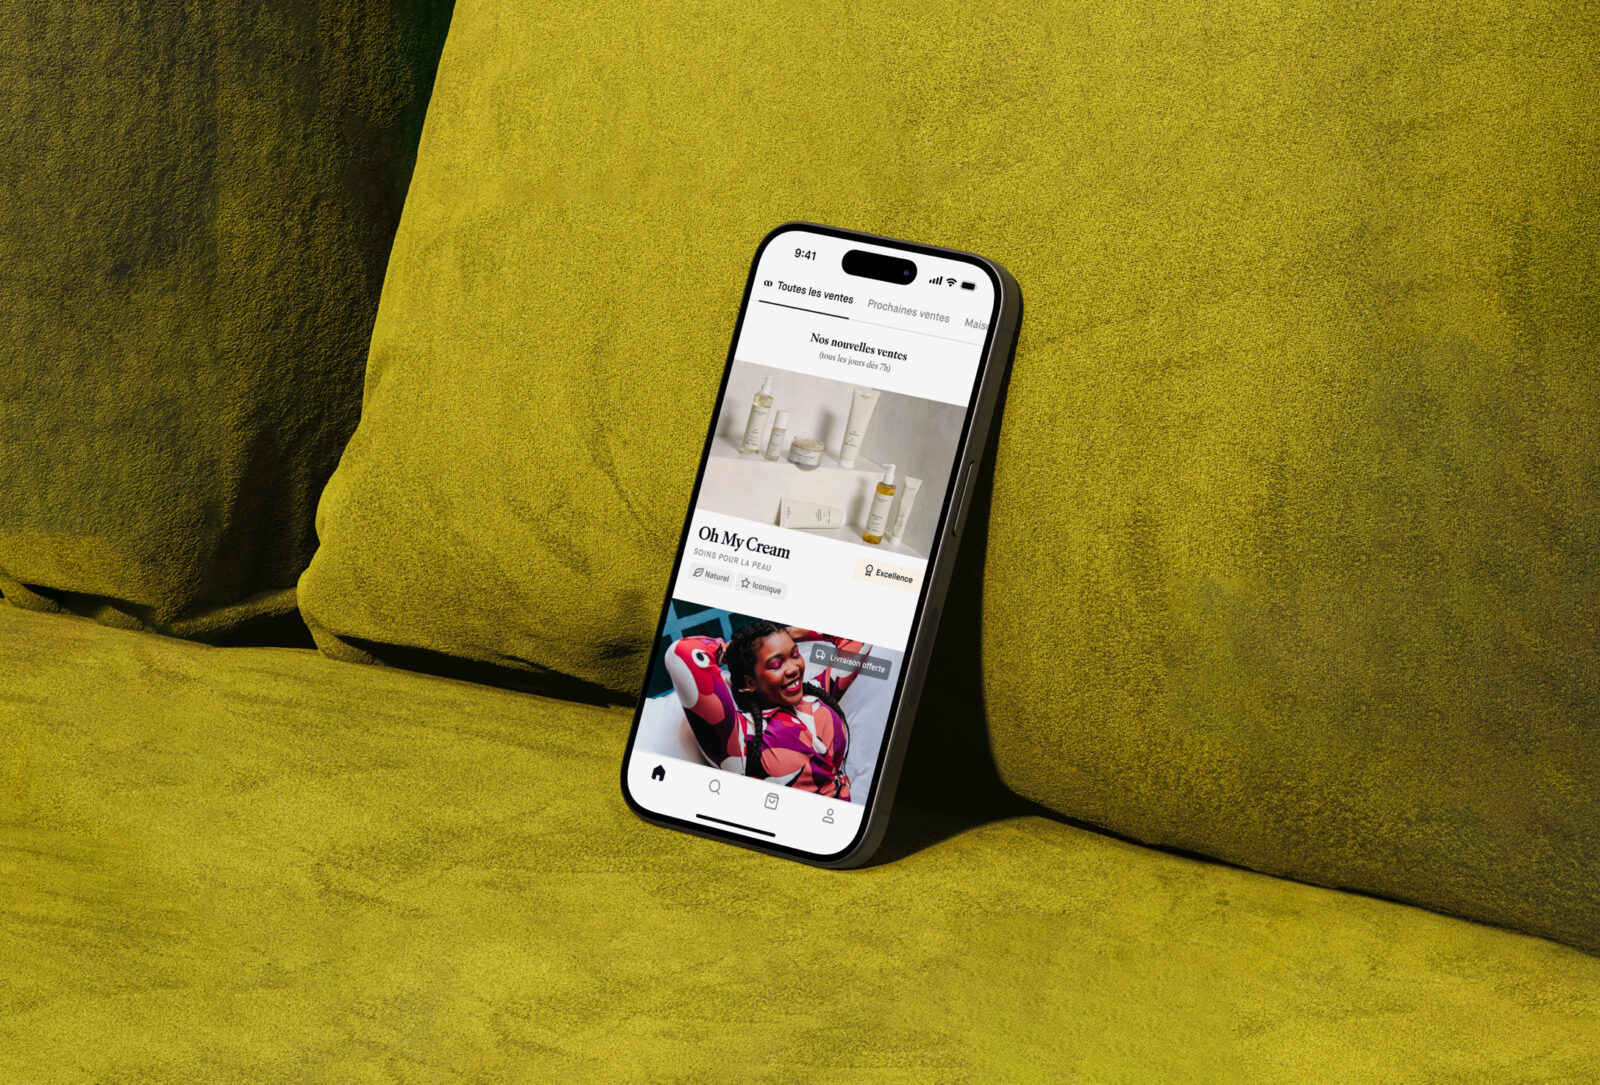 9:41
Toutes les ventes Prochaines ventes Mais
Nos nouvelles ventes
(tous les jours dès 7h)
Oh My Cream
SOINS POUR LA PEAU
Excellence
Naturel Iconique
Livraison offerte